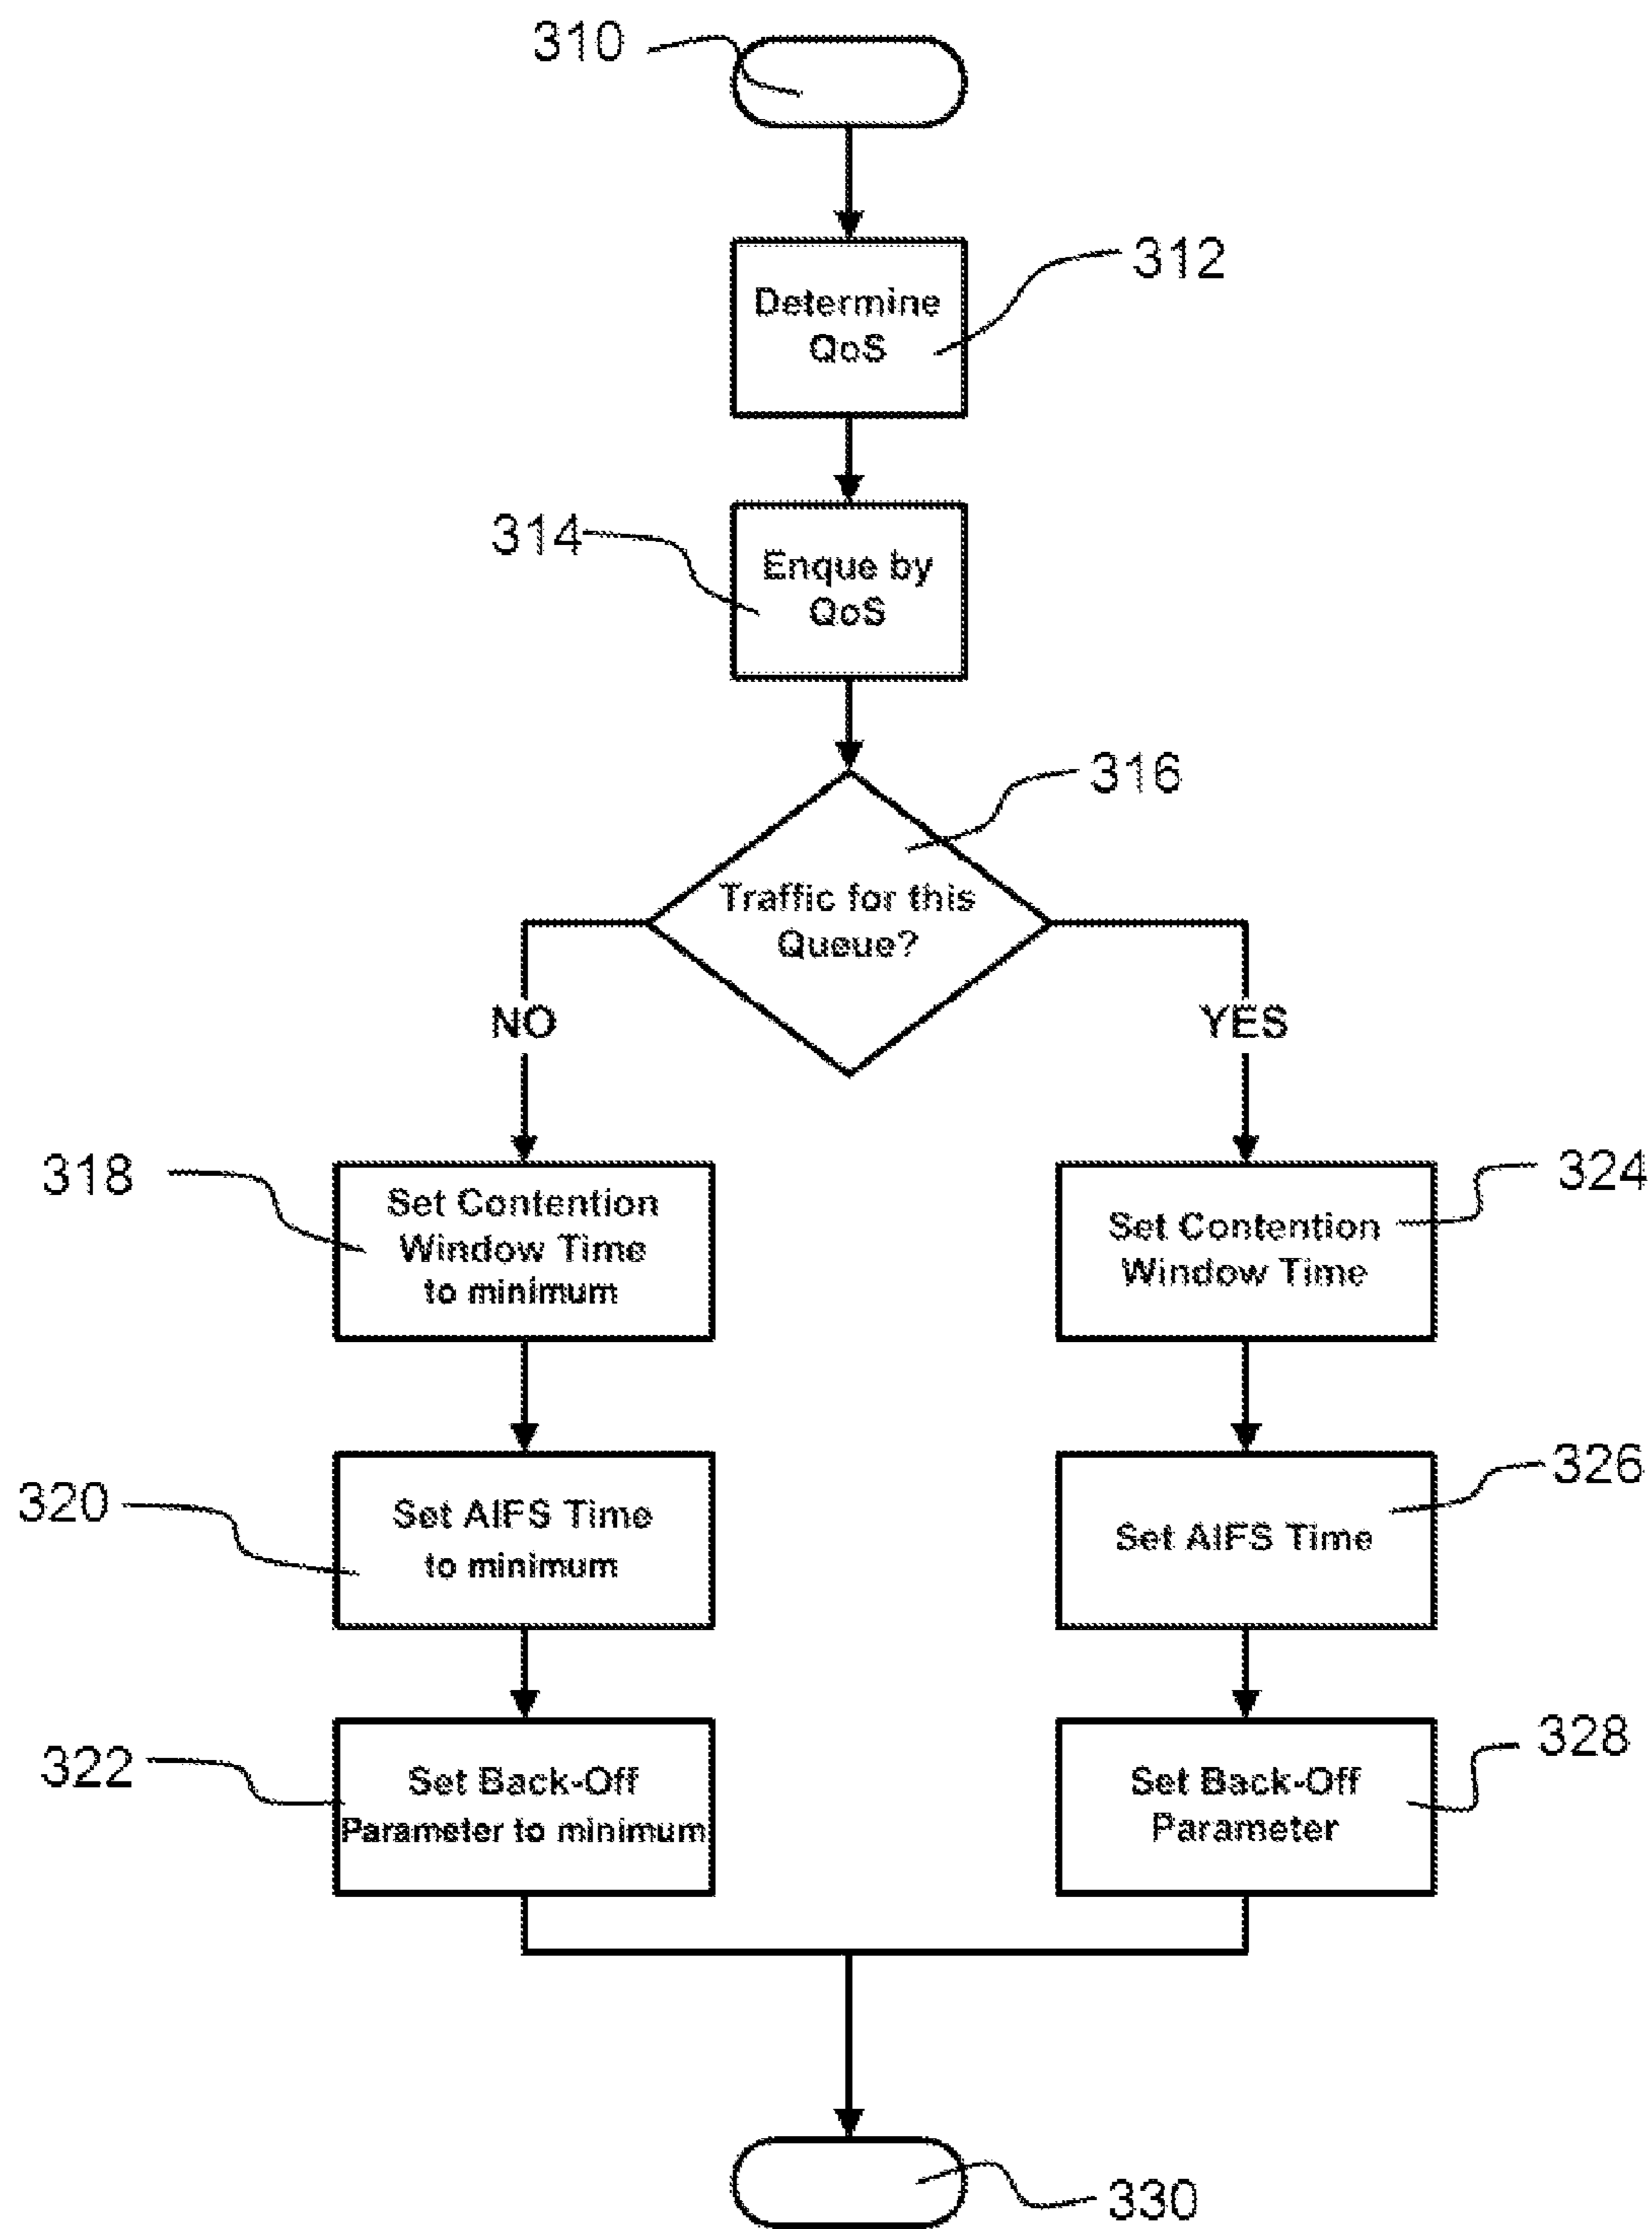 310
312
Determine
QoS
314
Enque by
QoS
316
Traffic for this
Queue?
NO
YES
318
Set Contention
Window Time
to minimum
324
Set Contention
Window Time
320
Set AIFS Time
to minimum
326
Set AIFS Time
322
Set Back-Off
Parameter to minimum
328
Set Back-Off
Parameter
330